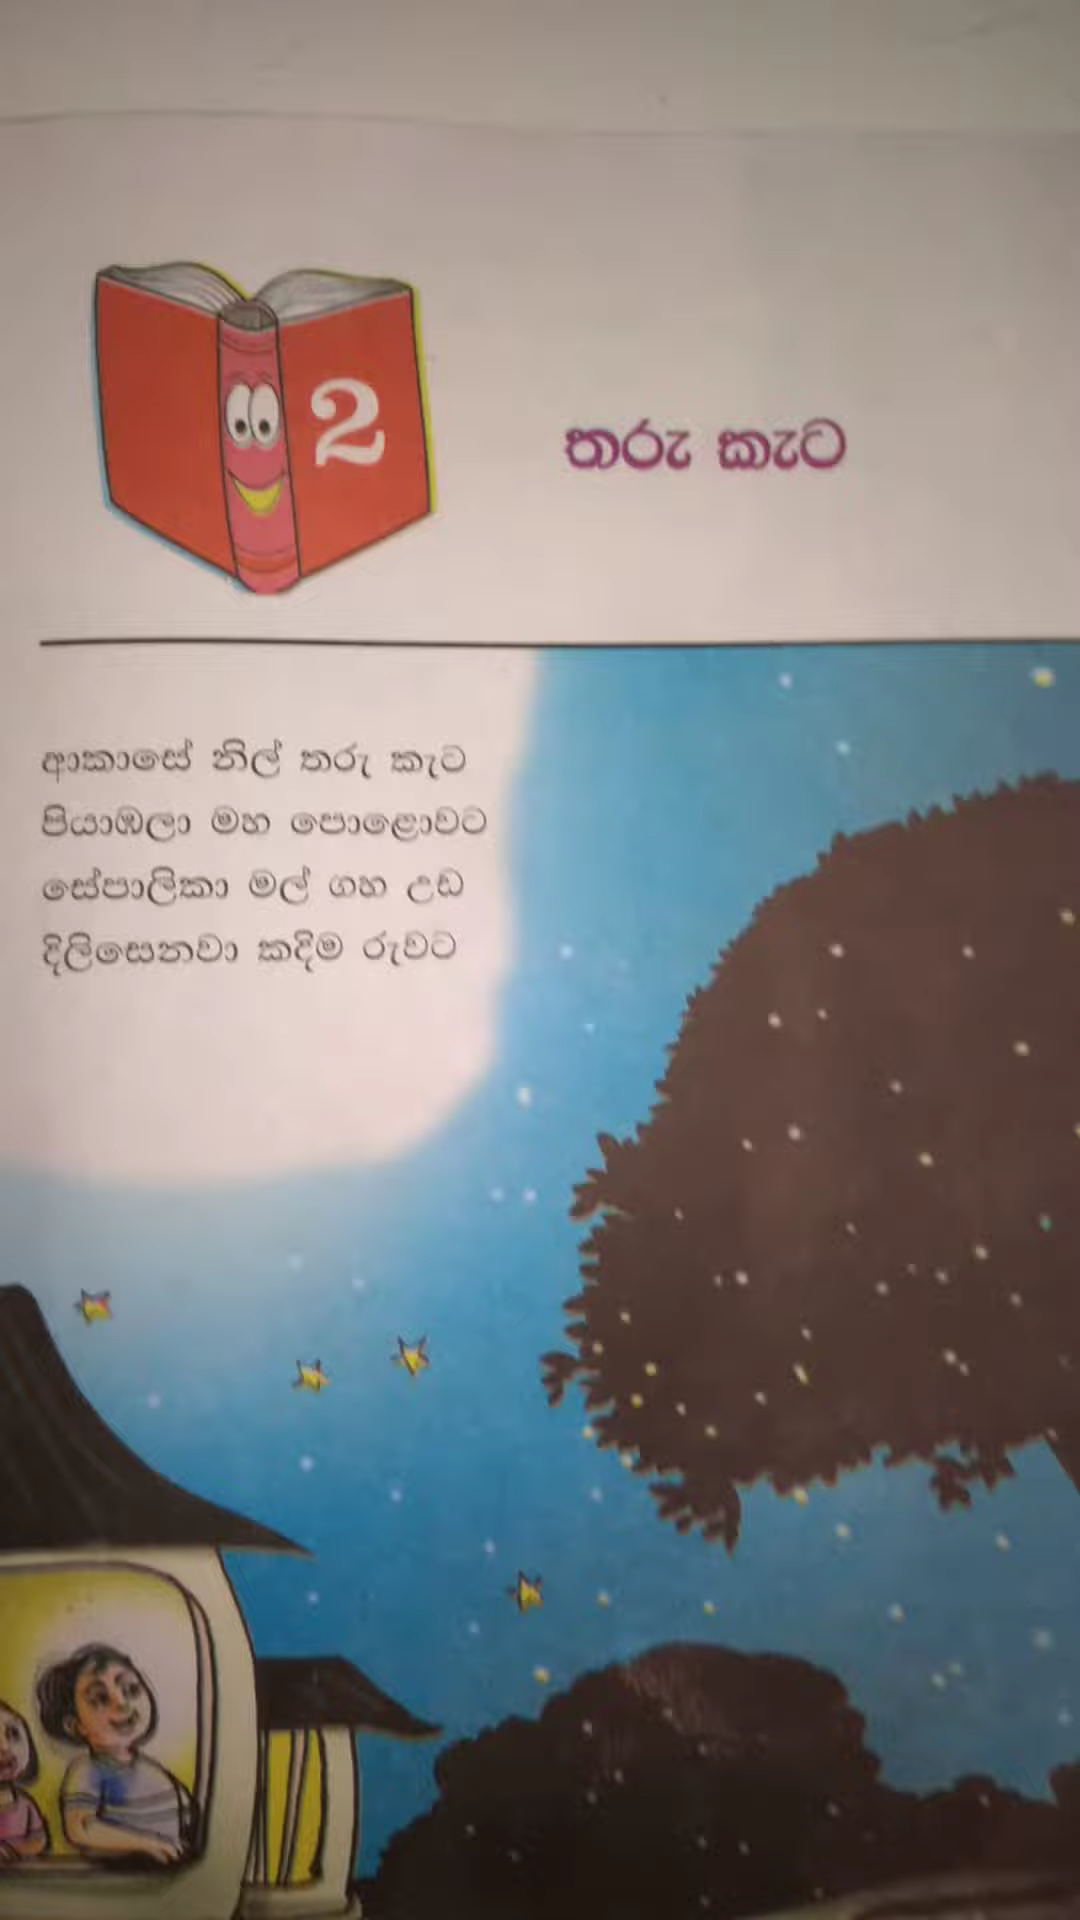 2
තරු කැට
ආකාසේ නිල් තරු කැට
පියාඹලා මහ පොළොවට
සේපාලිකා මල් ගහ උඩ
දිලිසෙනවා කදිම රුවට